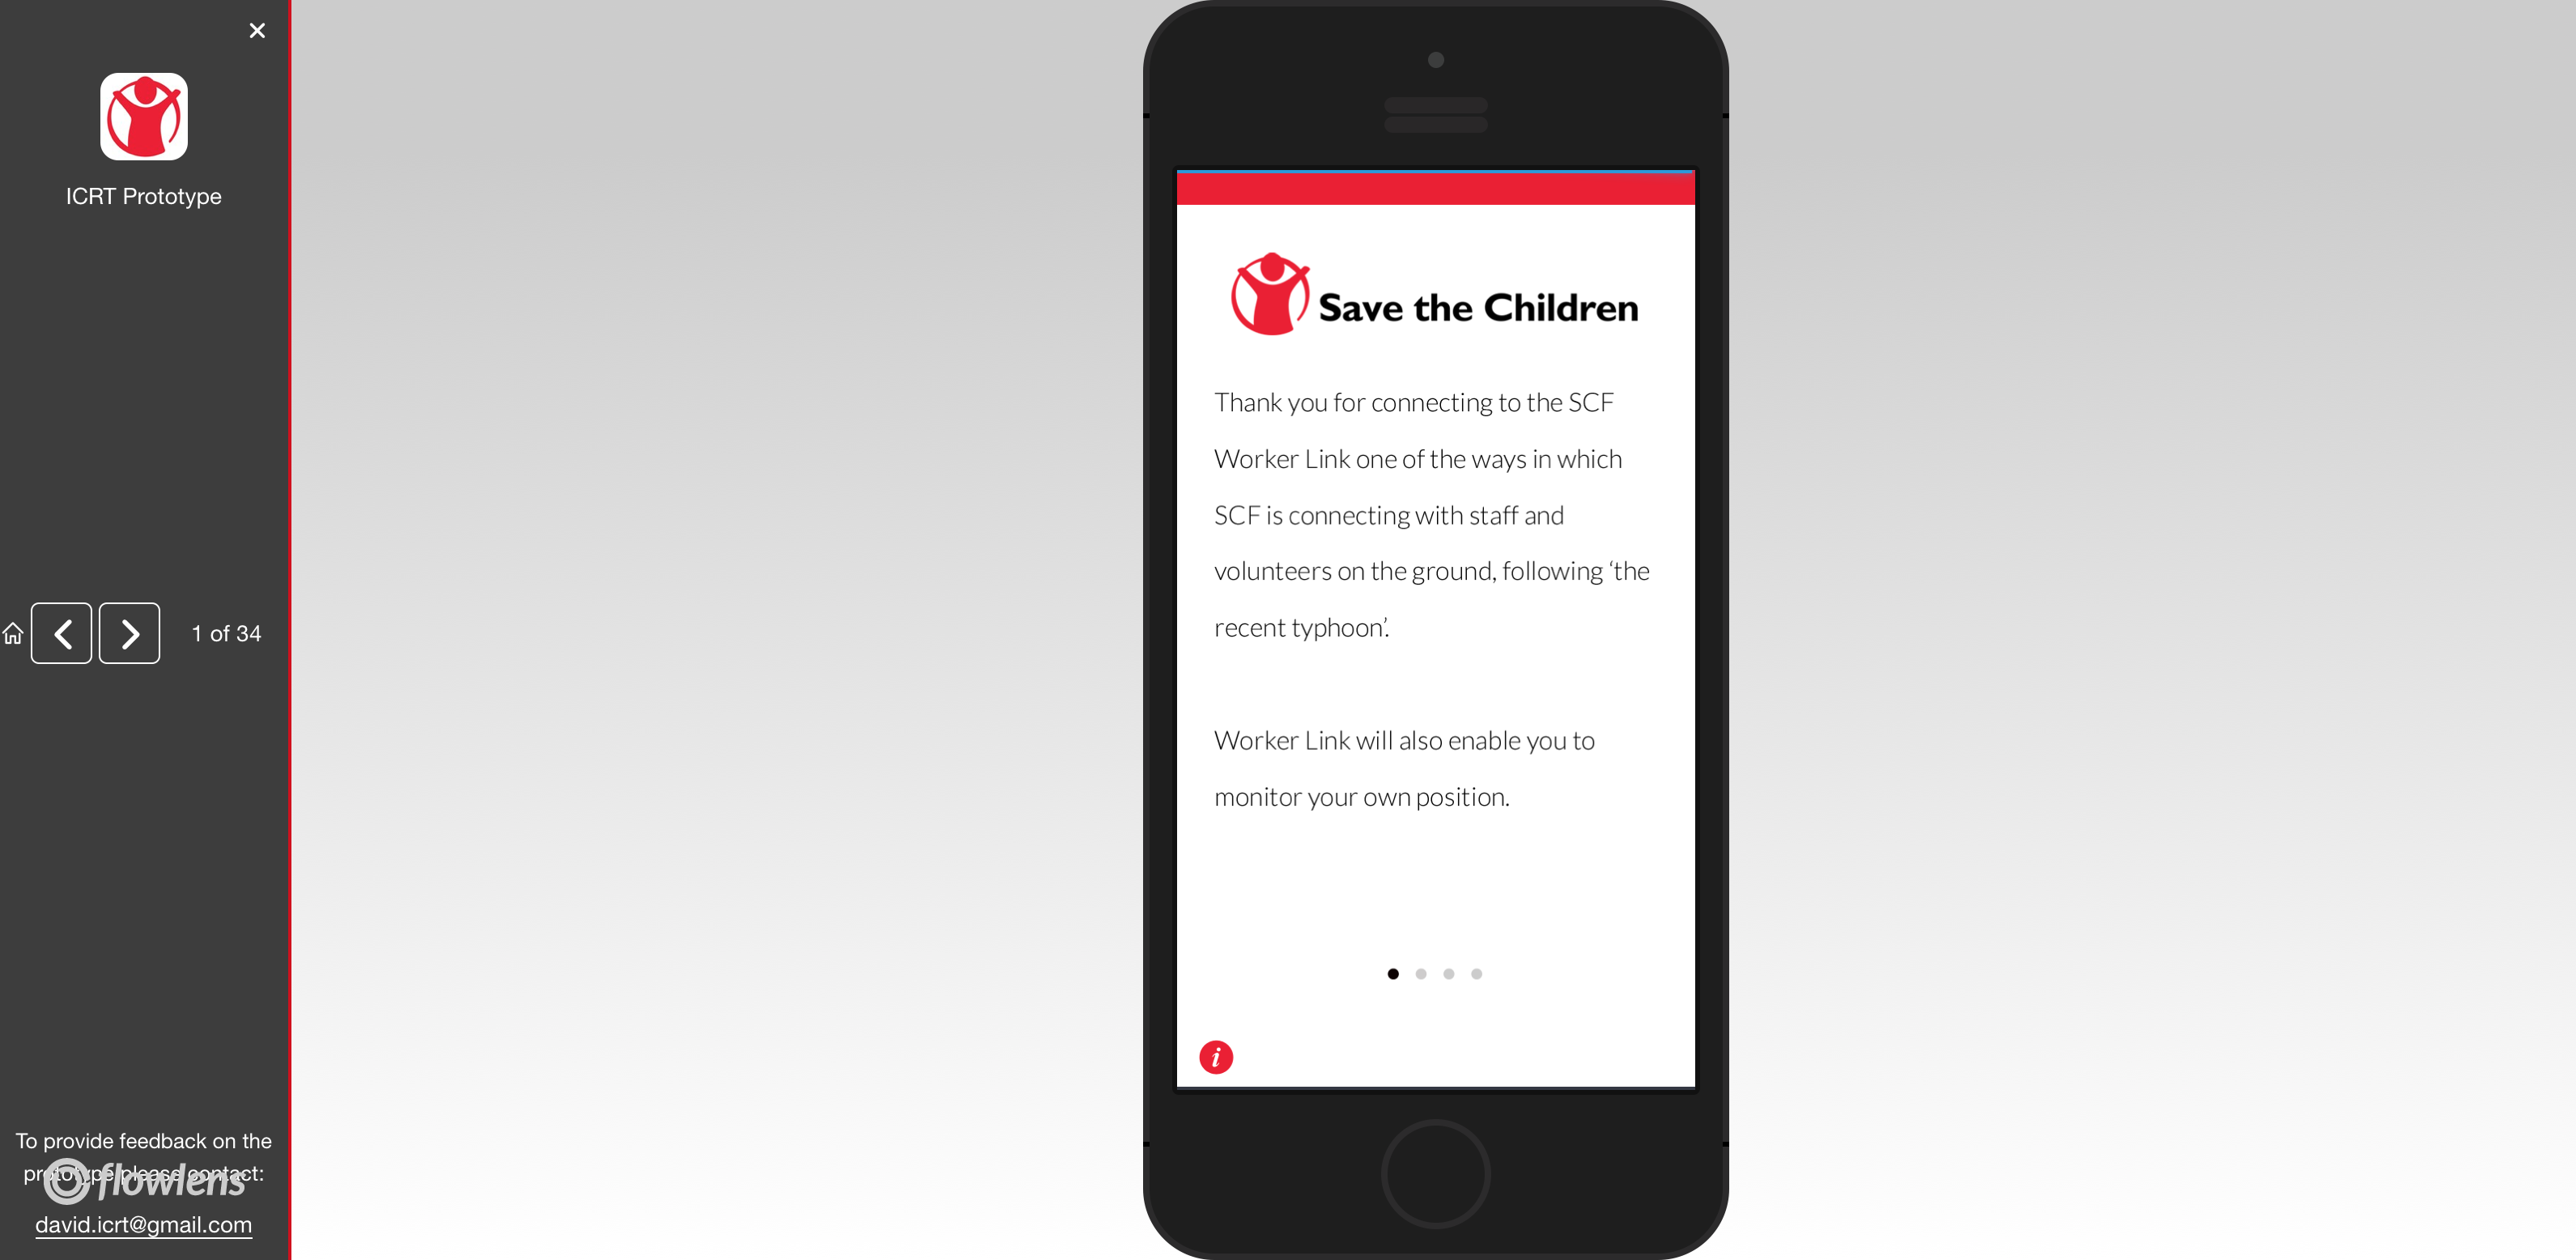 ICRT Prototype
1 of 34
To provide feedback on the
prototype please contact:
flowlens
david.icrt@gmail.com
Save the Children
Thank you for connecting to the SCF
Worker Link one of the ways in which
SCF is connecting with staff and
volunteers on the ground, following ‘the
recent typhoon’.
Worker Link will also enable you to
monitor your own position.
i